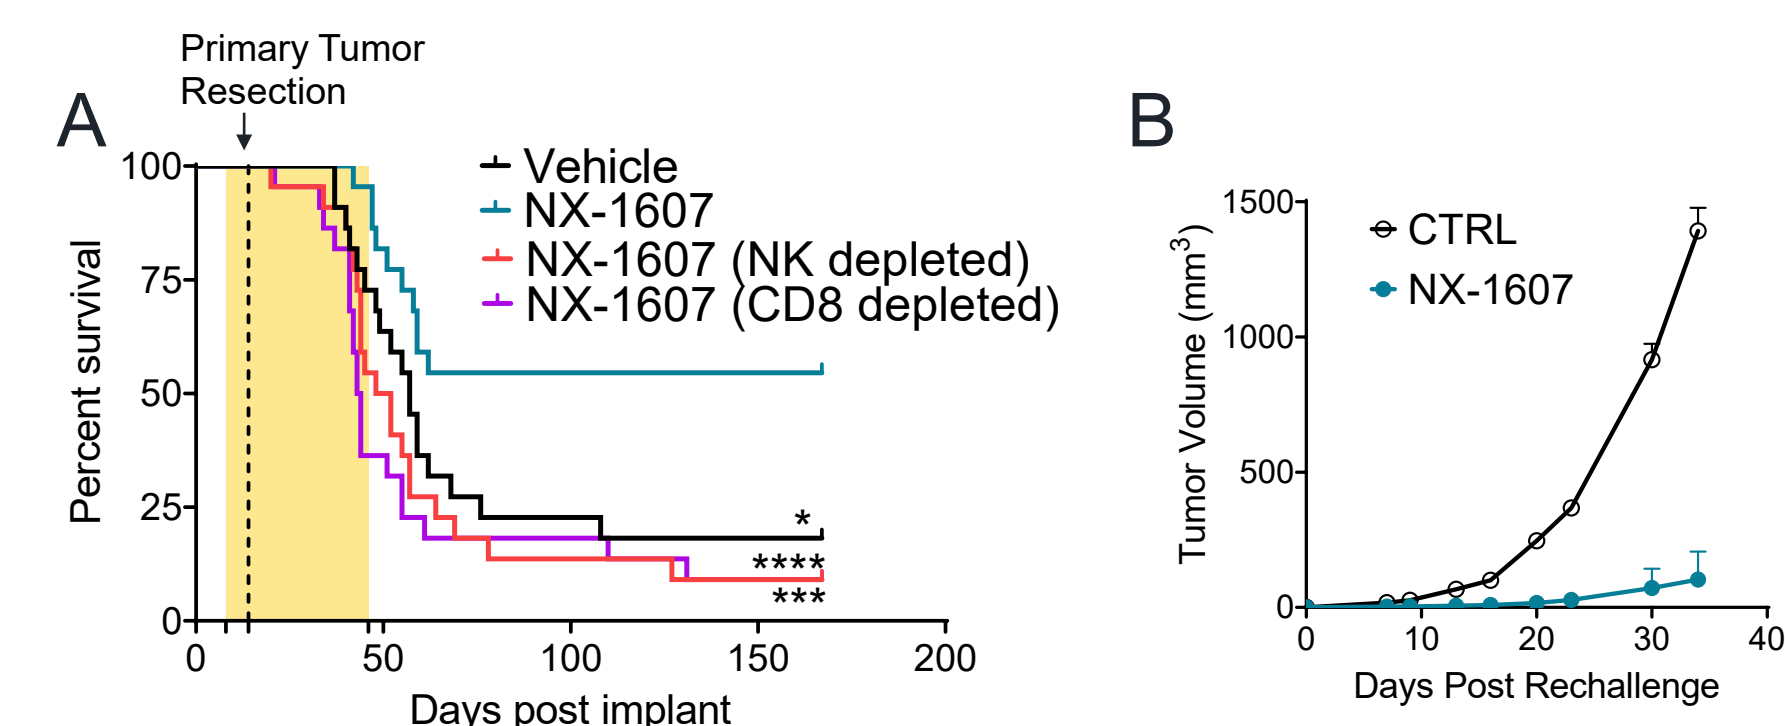 Primary Tumor
Resection
A
100
75
50
25
0
Percent survival
Vehicle
NX-1607
NX-1607 (NK depleted)
NX-1607 (CD8 depleted)
*
****
***
0 50 100 150 200
Days post implant
B
1500
1000
500
0
Tumor Volume (mm³)
CTRL
NX-1607
0 10 20 30 40
Days Post Rechallenge